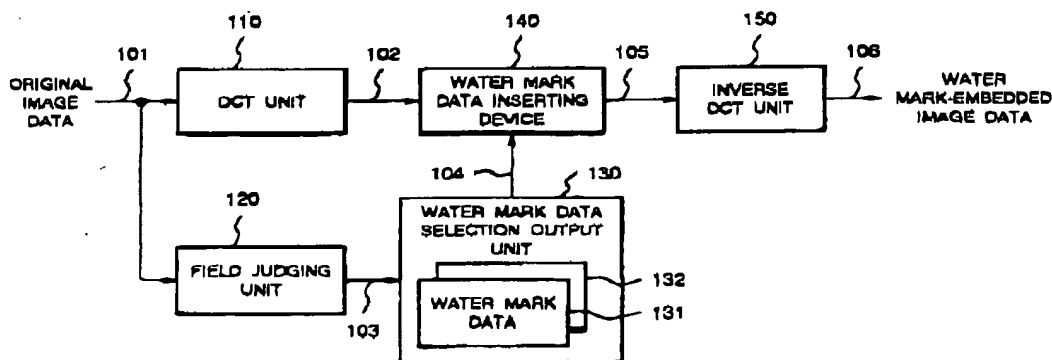 110
140
150
101
102
105
106
ORIGINAL
IMAGE
DATA
DCT UNIT
WATER MARK
DATA INSERTING
DEVICE
INVERSE
DCT UNIT
WATER
MARK-EMBEDDED
IMAGE DATA
104
130
120
WATER MARK DATA
SELECTION OUTPUT
UNIT
FIELD JUDGING
UNIT
103
132
WATER MARK
DATA
131